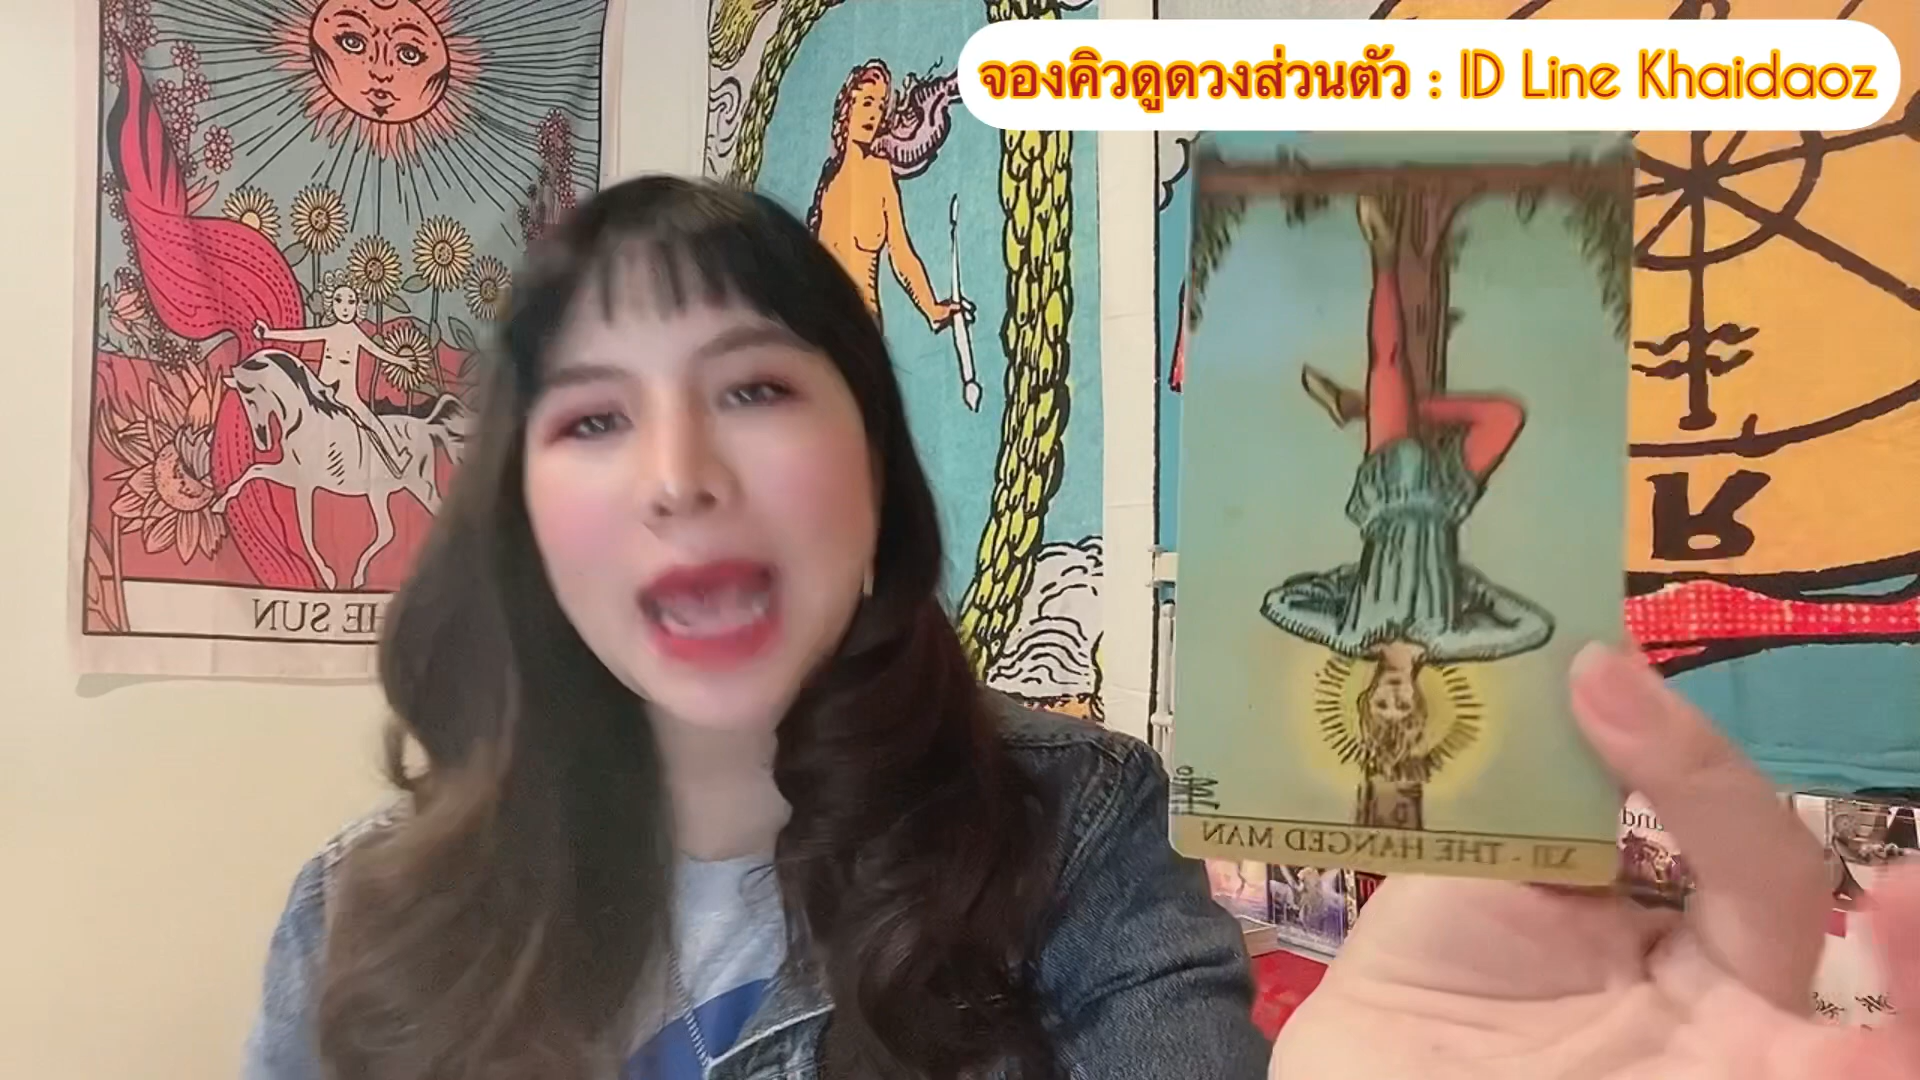 จองคิวดูดวงส่วนตัว : ID Line Khaidaoz
THE SUN
R
XII - THE HANGED MAN